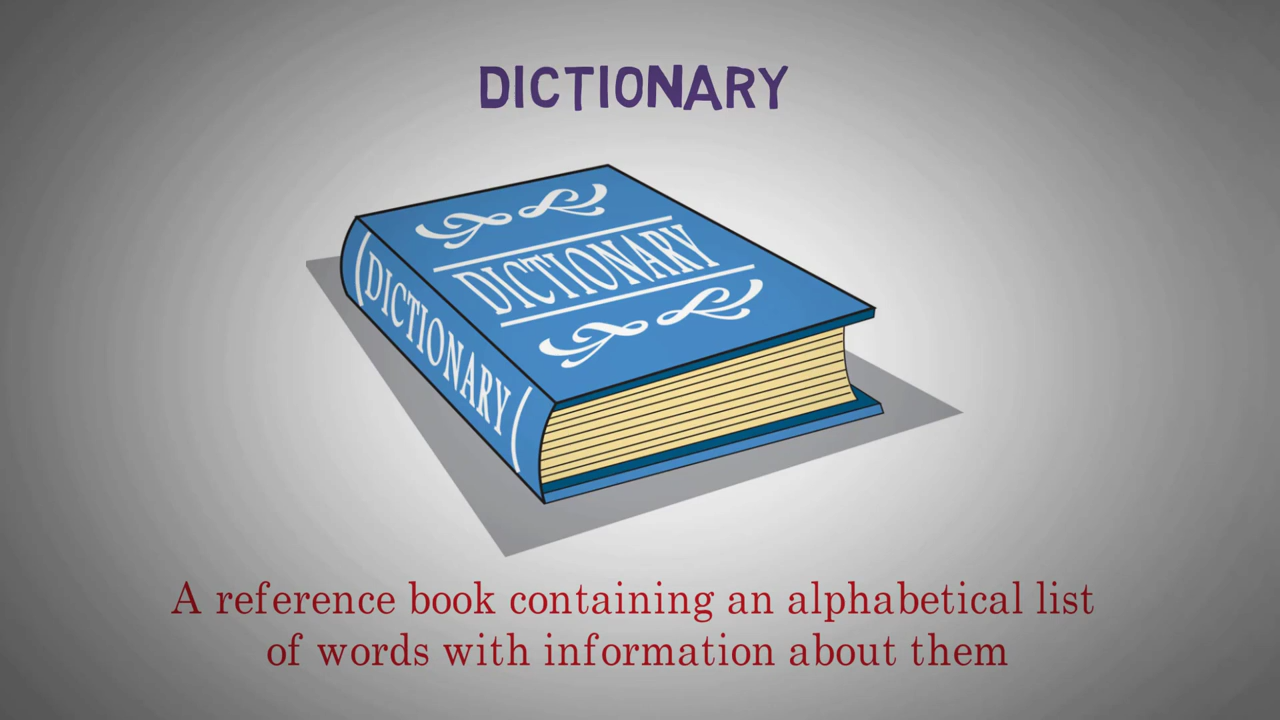 DICTIONARY
DICTIONARY
DICTIONARY
A reference book containing an alphabetical list
of words with information about them